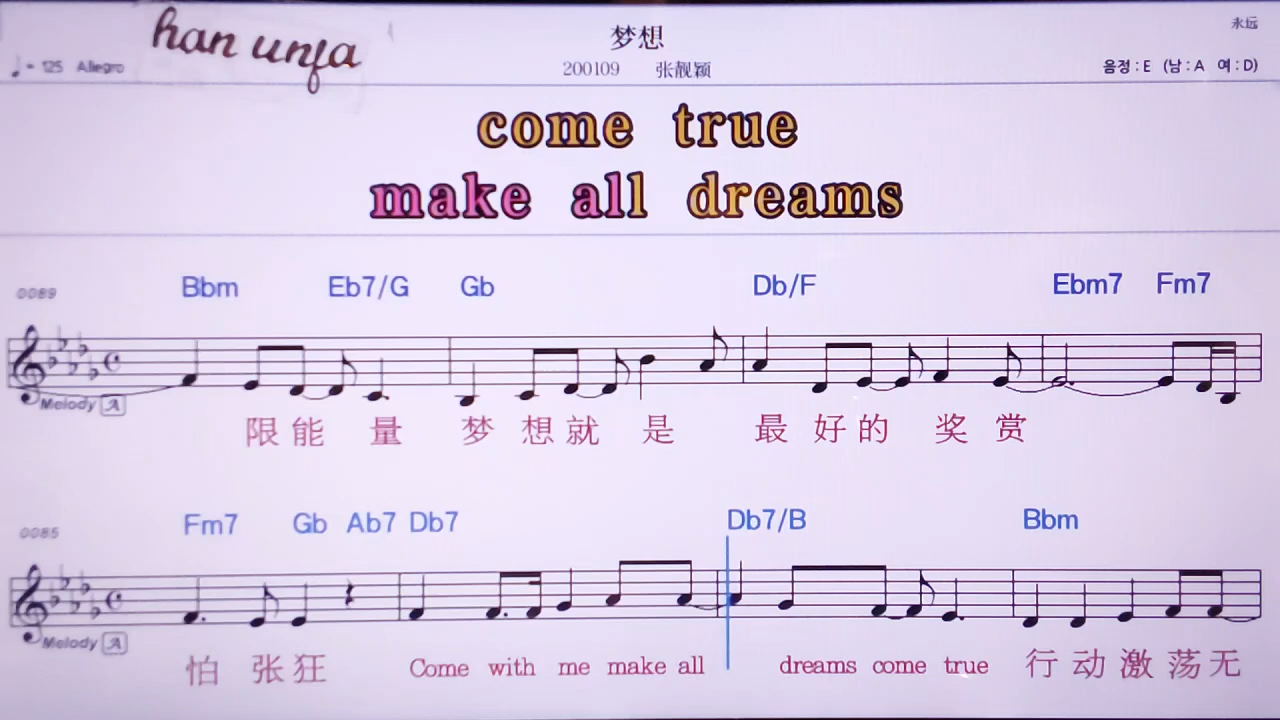 han unfa
梦想
永远
♩= 125 Allegro
200109 张靓颖
음정 : E (남 : A 여 : D)
come true
make all dreams
0089
Bbm Eb7/G Gb Db/F Ebm7 Fm7
Melody A
限能 量 梦 想就 是 最 好的 奖 赏
0085
Fm7 Gb Ab7 Db7 Db7/B Bbm
Melody A
怕 张狂 Come with me make all dreams come true 行动激荡无